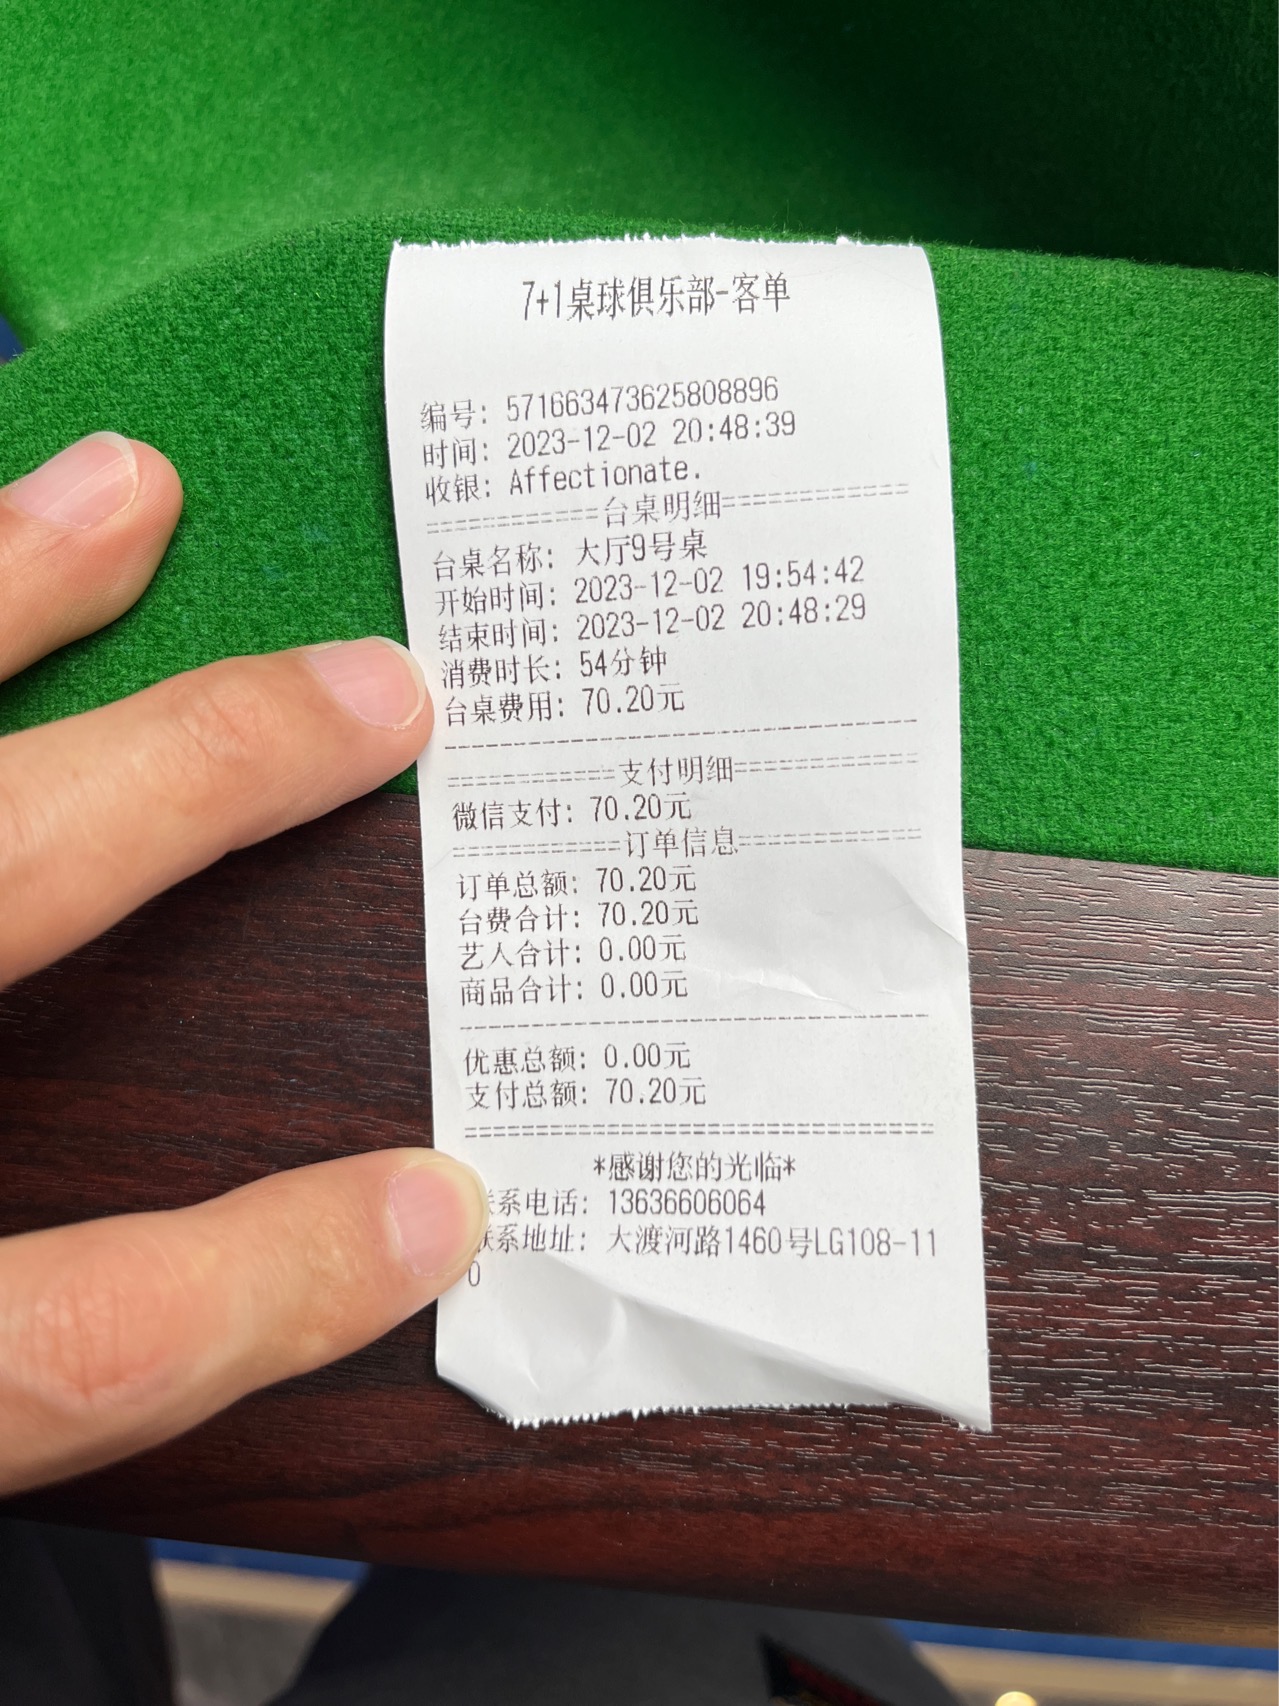 7+1桌球俱乐部-客单
编号: 571663473625808896
时间: 2023-12-02 20:48:39
收银: Affectionate.
============台桌明细=============
台桌名称: 大厅9号桌
开始时间: 2023-12-02 19:54:42
结束时间: 2023-12-02 20:48:29
消费时长: 54分钟
台桌费用: 70.20元
--------------------------------
============支付明细=============
微信支付: 70.20元
============订单信息=============
订单总额: 70.20元
台费合计: 70.20元
艺人合计: 0.00元
商品合计: 0.00元
--------------------------------
优惠总额: 0.00元
支付总额: 70.20元
================================
*感谢您的光临*
系电话: 13636606064
系地址: 大渡河路1460号LG108-11
0